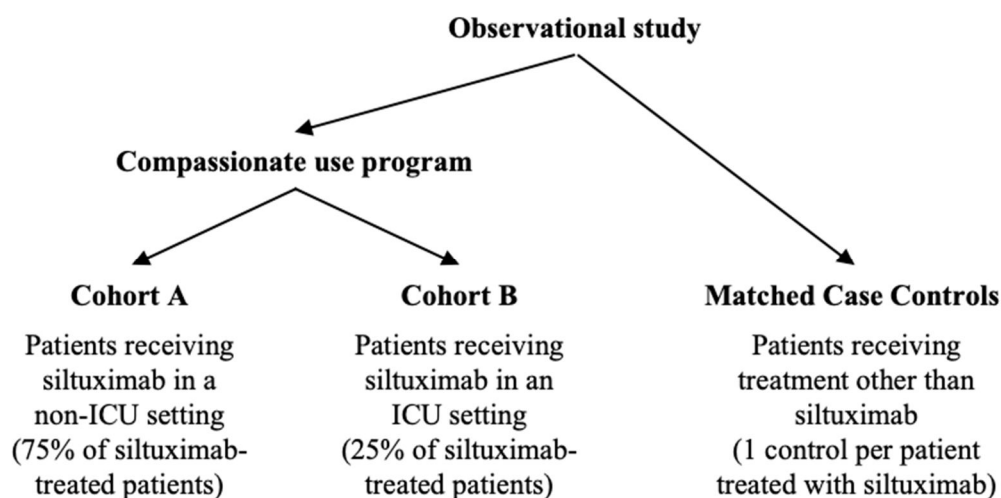 Observational study
Compassionate use program
Cohort A
Patients receiving
siltuximab in a
non-ICU setting
(75% of siltuximab-
treated patients)
Cohort B
Patients receiving
siltuximab in an
ICU setting
(25% of siltuximab-
treated patients)
Matched Case Controls
Patients receiving
treatment other than
siltuximab
(1 control per patient
treated with siltuximab)